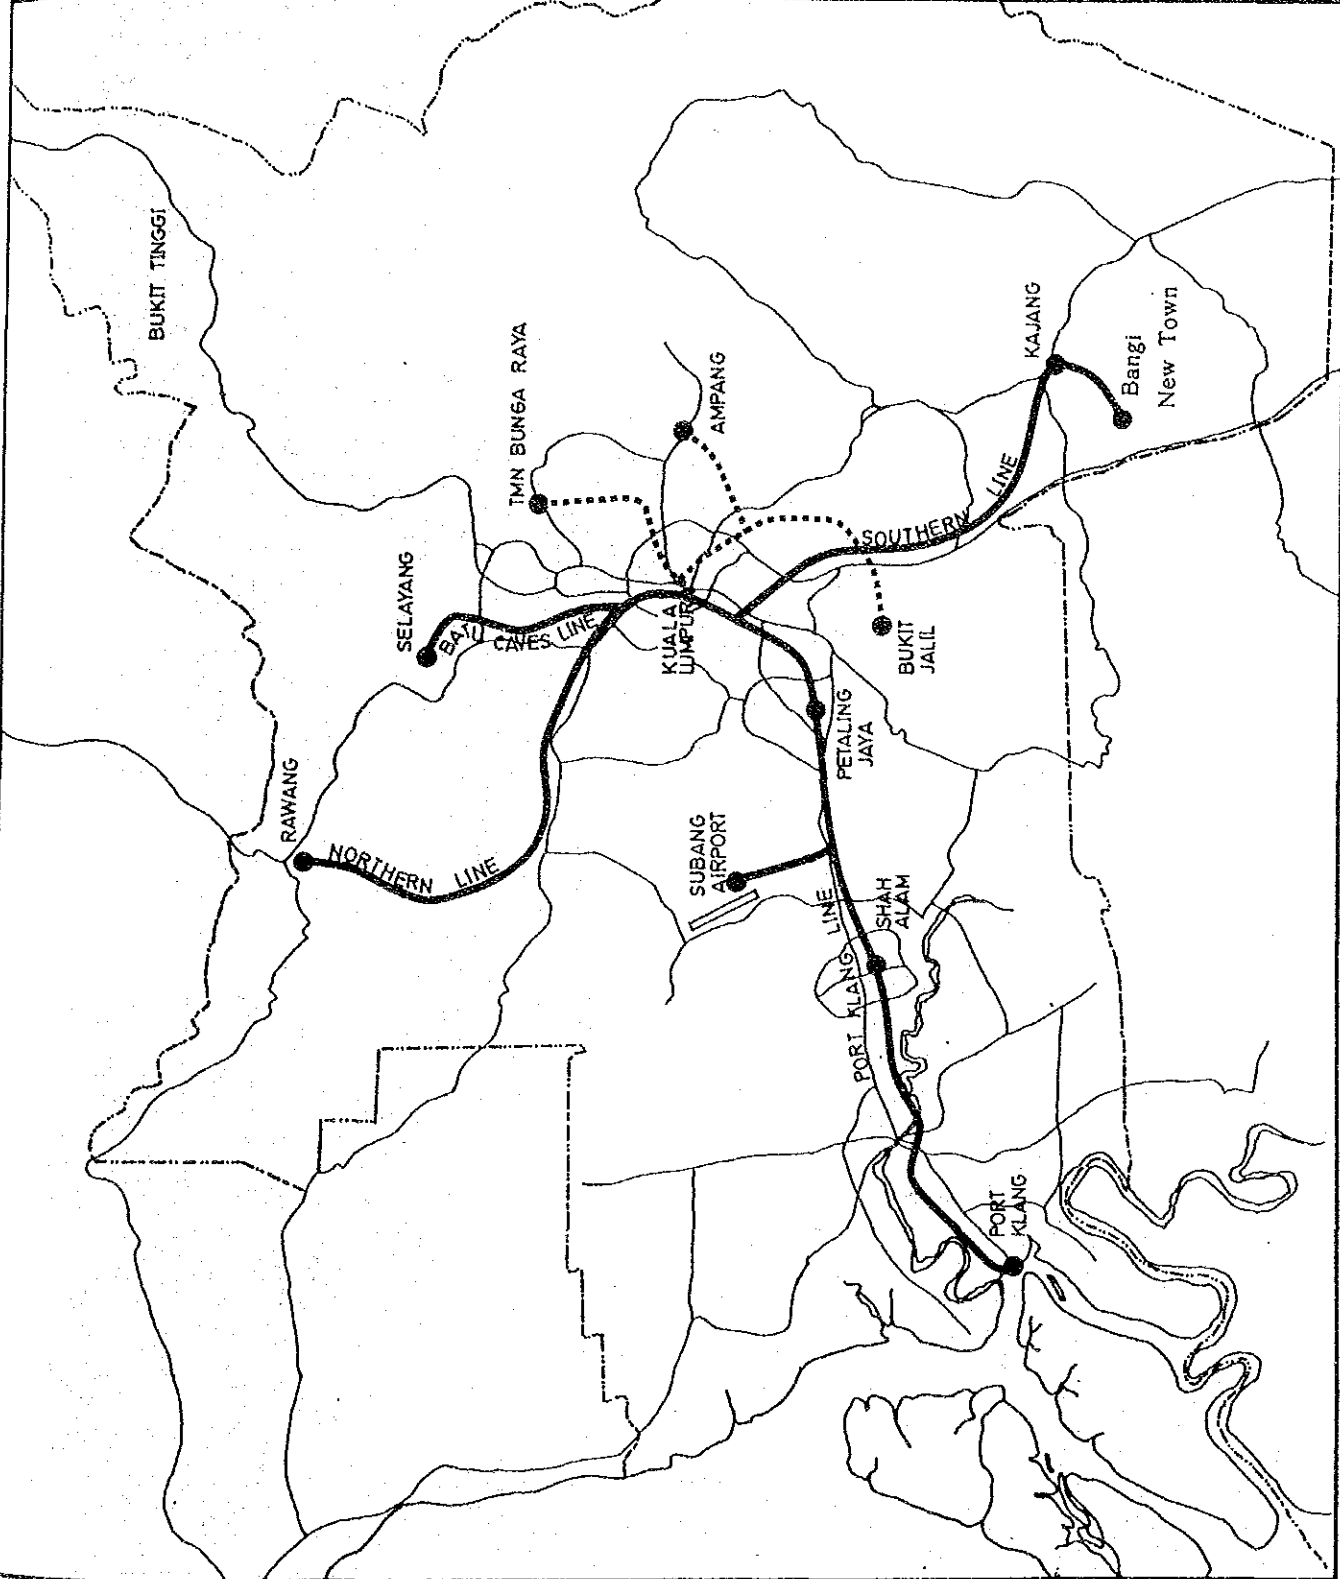 BUKIT TINGGI
RAWANG
NORTHERN LINE
SELAYANG
BATU CAVES LINE
TMN BUNGA RAYA
AMPANG
KUALA
LUMPUR
SUBANG
AIRPORT
PETALING
JAYA
BUKIT
JALIL
SOUTHERN LINE
KAJANG
Bangi
New Town
SHAH
ALAM
PORT KLANG LINE
PORT
KLANG